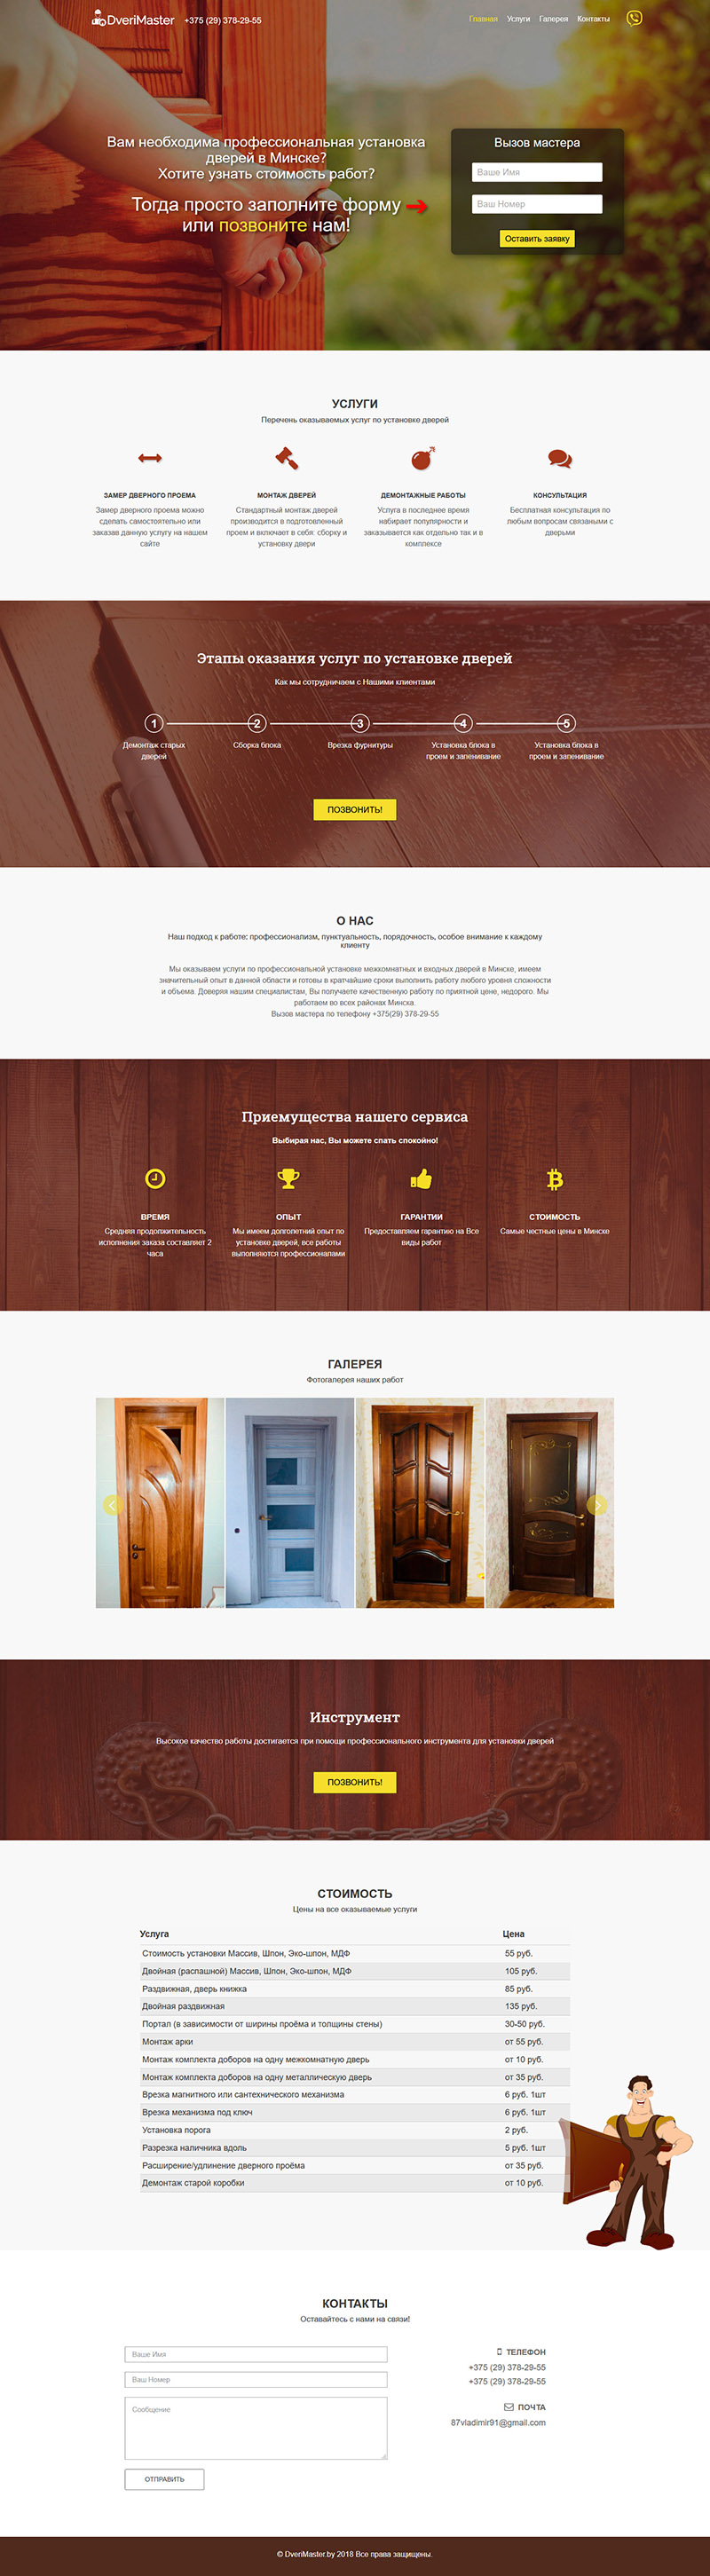 DveriMaster
+375 (29) 378-29-55
Главная
Услуги
Галерея
Контакты
Вам необходима профессиональная установка
дверей в Минске?
Хотите узнать стоимость работ?
Тогда просто заполните форму
или позвоните нам!
Вызов мастера
Ваше Имя
Ваш Номер
Оставить заявку
УСЛУГИ
Перечень оказываемых услуг по установке дверей
ЗАМЕР ДВЕРНОГО ПРОЕМА
Замер дверного проема можно
сделать самостоятельно или
заказав данную услугу на нашем
сайте
МОНТАЖ ДВЕРЕЙ
Стандартный монтаж дверей
производится в подготовленный
проем и включает в себя: сборку и
установку двери
ДЕМОНТАЖНЫЕ РАБОТЫ
Услуга в последнее время
набирает популярности и
заказывается как отдельно так и в
комплексе
КОНСУЛЬТАЦИЯ
Бесплатная консультация по
любым вопросам связаными с
дверьми
Этапы оказания услуг по установке дверей
Как мы сотрудничаем с Нашими клиентами
1
Демонтаж старых
дверей
2
Сборка блока
3
Врезка фурнитуры
4
Установка блока в
проем и запенивание
5
Установка блока в
проем и запенивание
ПОЗВОНИТЬ!
О НАС
Наш подход к работе: профессионализм, пунктуальность, порядочность, особое внимание к каждому
клиенту
Мы оказываем услуги по профессиональной установке межкомнатных и входных дверей в Минске, имеем
значительный опыт в данной области и готовы в кратчайшие сроки выполнить работу любого уровня сложности
и объема. Доверяя нашим специалистам, Вы получаете качественную работу по приятной цене, недорого. Мы
работаем во всех районах Минска.
Вызов мастера по телефону +375(29) 378-29-55
Приемущества нашего сервиса
Выбирая нас, Вы можете спать спокойно!
ВРЕМЯ
Средняя продолжительность
исполнения заказа составляет 2
часа
ОПЫТ
Мы имеем долголетний опыт по
установке дверей, все работы
выполняются професионалами
ГАРАНТИИ
Предоставляем гарантию на Все
виды работ
СТОИМОСТЬ
Самые честные цены в Минске
ГАЛЕРЕЯ
Фотогалерея наших работ
Инструмент
Высокое качество работы достигается при помощи профессионального инструмента для установки дверей
ПОЗВОНИТЬ!
СТОИМОСТЬ
Цены на все оказываемые услуги
Услуга Цена
Стоимость установки Массив, Шпон, Эко-шпон, МДФ 55 руб.
Двойная (распашной) Массив, Шпон, Эко-шпон, МДФ 105 руб.
Раздвижная, дверь книжка 85 руб.
Двойная раздвижная 135 руб.
Портал (в зависимости от ширины проёма и толщины стены) 30-50 руб.
Монтаж арки от 55 руб.
Монтаж комплекта доборов на одну межкомнатную дверь от 10 руб.
Монтаж комплекта доборов на одну металлическую дверь от 35 руб.
Врезка магнитного или сантехнического механизма 6 руб. 1шт
Врезка механизма под ключ 6 руб. 1шт
Установка порога 2 руб.
Разрезка наличника вдоль 5 руб. 1шт
Расширение/удлинение дверного проёма от 35 руб.
Демонтаж старой коробки от 10 руб.
КОНТАКТЫ
Оставайтесь с нами на связи!
Ваше Имя
Ваш Номер
Сообщение
ОТПРАВИТЬ
ТЕЛЕФОН
+375 (29) 378-29-55
+375 (29) 378-29-55
ПОЧТА
87vladimir91@gmail.com
© DveriMaster.by 2018 Все права защищены.